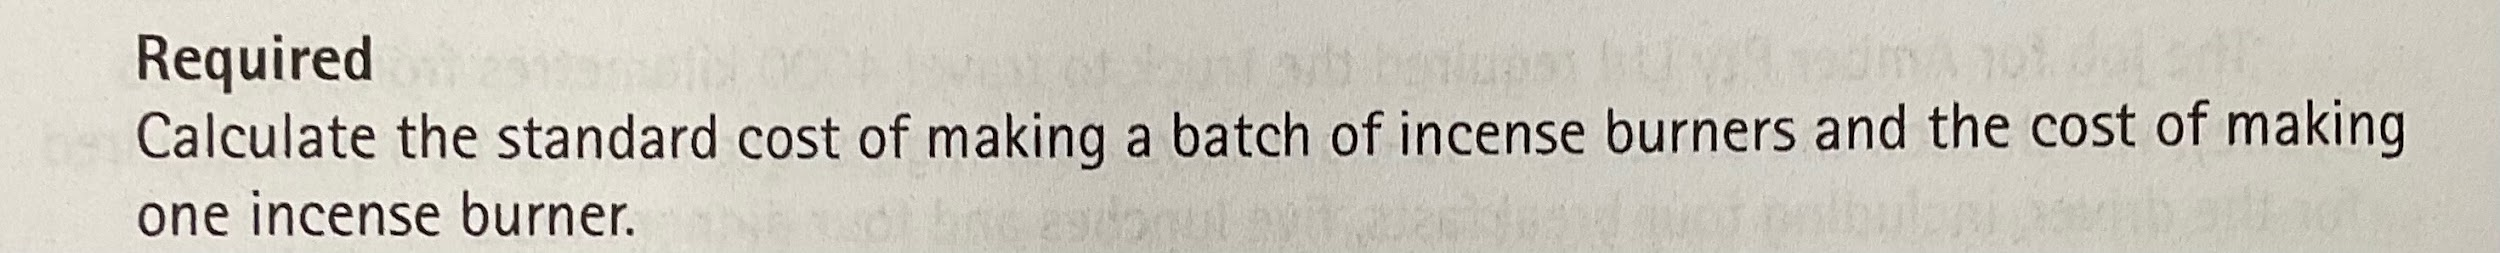 Required
Calculate the standard cost of making a batch of incense burners and the cost of making
one incense burner.